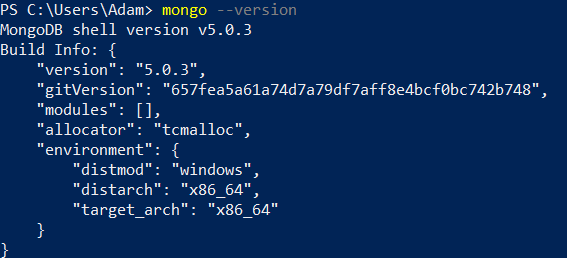 PS C:\Users\Adam> mongo --version
MongoDB shell version v5.0.3
Build Info: {
    "version": "5.0.3",
    "gitVersion": "657fea5a61a74d7a79df7aff8e4bcf0bc742b748",
    "modules": [],
    "allocator": "tcmalloc",
    "environment": {
        "distmod": "windows",
        "distarch": "x86_64",
        "target_arch": "x86_64"
    }
}